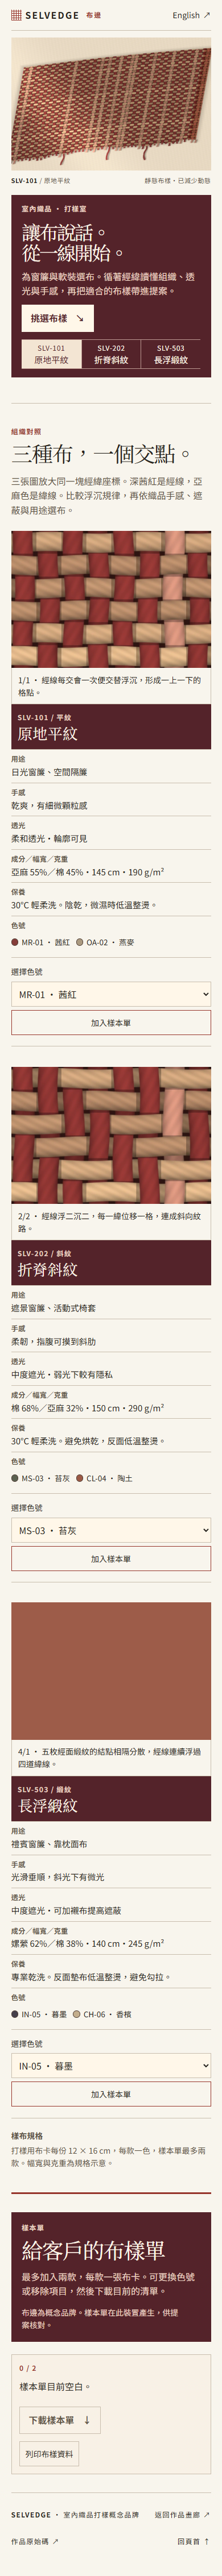 SELVEDGE 布邊 English ↗
SLV-101 / 原地平紋 靜態布樣・已減少動態
室內織品 ・ 打樣室
讓布說話。
從一線開始。
為窗簾與軟裝選布。循著經緯讀懂組織、透
光與手感，再把適合的布樣帶進提案。
挑選布樣 ↘
SLV-101 SLV-202 SLV-503
原地平紋 折脊斜紋 長浮緞紋
組織對照
三種布，一個交點。
三張圖放大同一塊經緯座標。深茜紅是經線，亞
麻色是緯線。比較浮沉規律，再依織品手感、遮
蔽與用途選布。
1/1 ・ 經線每交會一次便交替浮沉，形成一上一下的
格點。
SLV-101 / 平紋
原地平紋
用途
日光窗簾、空間隔簾
手感
乾爽，有細微顆粒感
透光
柔和透光・輪廓可見
成分／幅寬／克重
亞麻 55%／棉 45%・145 cm・190 g/m²
保養
30°C 輕柔洗。陰乾，微濕時低溫整燙。
色號
MR-01 ・ 茜紅 OA-02 ・ 燕麥
選擇色號
MR-01 ・ 茜紅
加入樣本單
2/2 ・ 經線浮二沉二，每一緯位移一格，連成斜向紋
路。
SLV-202 / 斜紋
折脊斜紋
用途
遮景窗簾、活動式椅套
手感
柔韌，指腹可摸到斜肋
透光
中度遮光・弱光下較有隱私
成分／幅寬／克重
棉 68%／亞麻 32%・150 cm・290 g/m²
保養
30°C 輕柔洗。避免烘乾，反面低溫整燙。
色號
MS-03 ・ 苔灰 CL-04 ・ 陶土
選擇色號
MS-03 ・ 苔灰
加入樣本單
4/1 ・ 五枚經面緞紋的結點相隔分散，經線連續浮過
四道緯線。
SLV-503 / 緞紋
長浮緞紋
用途
禮賓窗簾、靠枕面布
手感
光滑垂順，斜光下有微光
透光
中度遮光・可加襯布提高遮蔽
成分／幅寬／克重
嫘縈 62%／棉 38%・140 cm・245 g/m²
保養
專業乾洗。反面墊布低溫整燙，避免勾拉。
色號
IN-05 ・ 暮墨 CH-06 ・ 香檳
選擇色號
IN-05 ・ 暮墨
加入樣本單
樣布規格
打樣用布卡每份 12 × 16 cm，每款一色，樣本單最多兩
款。幅寬與克重為規格示意。
樣本單
給客戶的布樣單
最多加入兩款，每款一張布卡。可更換色號
或移除項目，然後下載目前的清單。
布邊為概念品牌。樣本單在此裝置產生，供提
案核對。
0 / 2
樣本單目前空白。
下載樣本單 ↓
列印布樣資料
SELVEDGE ・ 室內織品打樣概念品牌 返回作品畫廊 ↗
作品原始碼 ↗ 回頁首 ↑